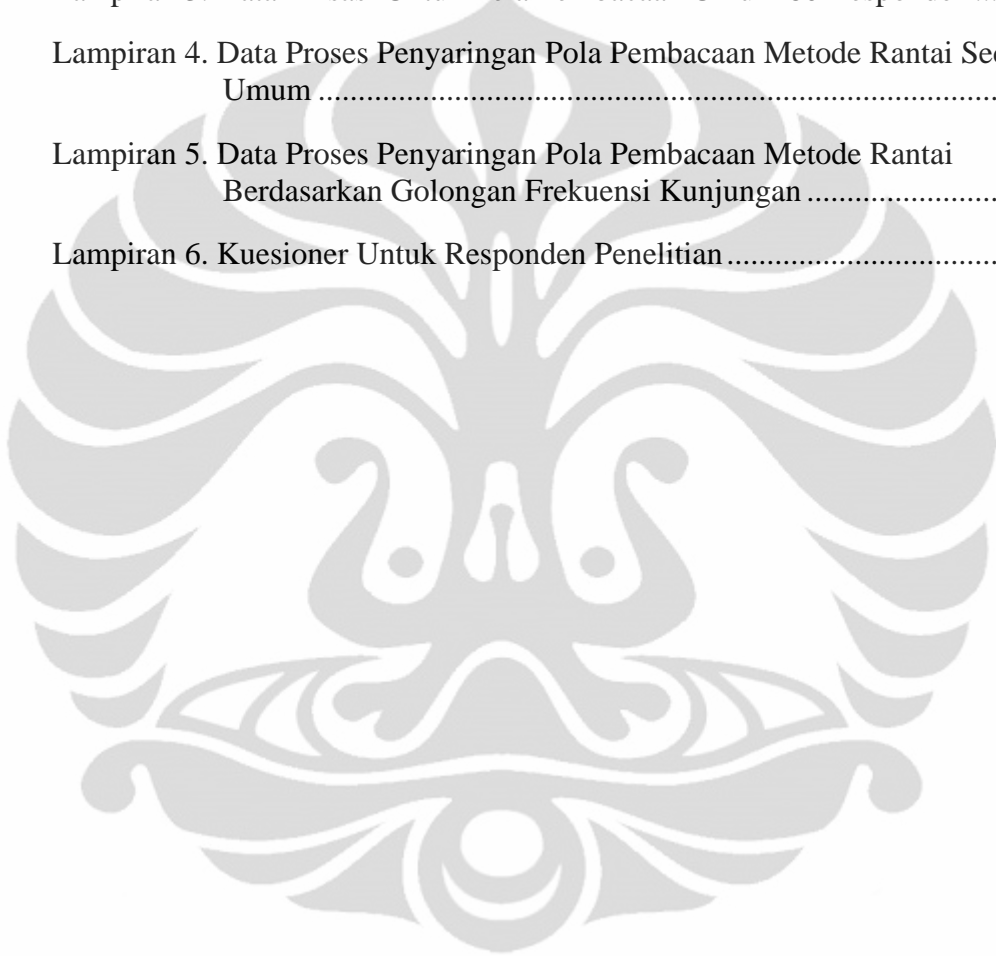 Lampiran 4. Data Proses Penyaringan Pola Pembacaan Metode Rantai
Umum ....................................................................................
Lampiran 5. Data Proses Penyaringan Pola Pembacaan Metode Rantai
Berdasarkan Golongan Frekuensi Kunjungan ........................
Lampiran 6. Kuesioner Untuk Responden Penelitian ..................................